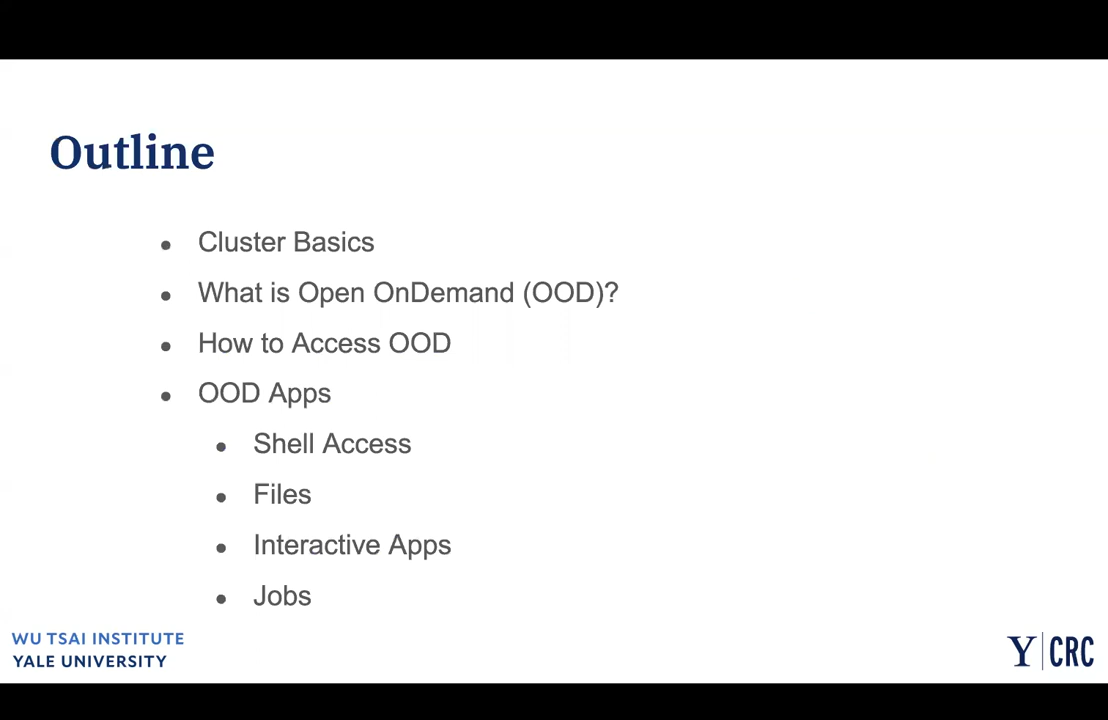 Outline
• Cluster Basics
• What is Open OnDemand (OOD)?
• How to Access OOD
• OOD Apps
• Shell Access
• Files
• Interactive Apps
• Jobs
WU TSAI INSTITUTE
YALE UNIVERSITY
Y CRC